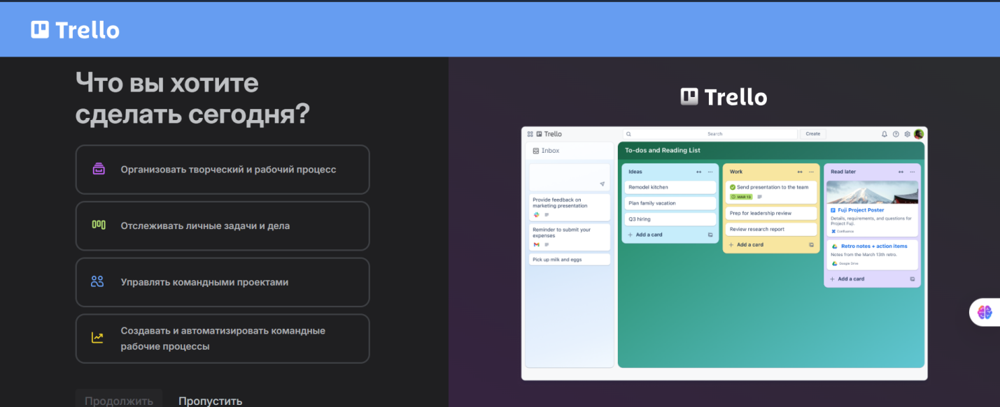 Trello
Что вы хотите
сделать сегодня?
Организовать творческий и рабочий процесс
Отслеживать личные задачи и дела
Управлять командными проектами
Создавать и автоматизировать командные
рабочие процессы
Продолжить
Пропустить
Trello
Trello
Search
Create
Inbox
Provide feedback on
marketing presentation
Reminder to submit your
expenses
Pick up milk and eggs
To-dos and Reading List
Ideas
Remodel kitchen
Plan family vacation
Q3 hiring
+ Add a card
Work
Send presentation to the team
MAR 13
Prep for leadership review
Review research report
+ Add a card
Read later
Fuji Project Poster
Details, requirements, and questions for
Project Fuji.
Confluence
Retro notes + action items
Notes from the March 13th retro.
Google Drive
+ Add a card